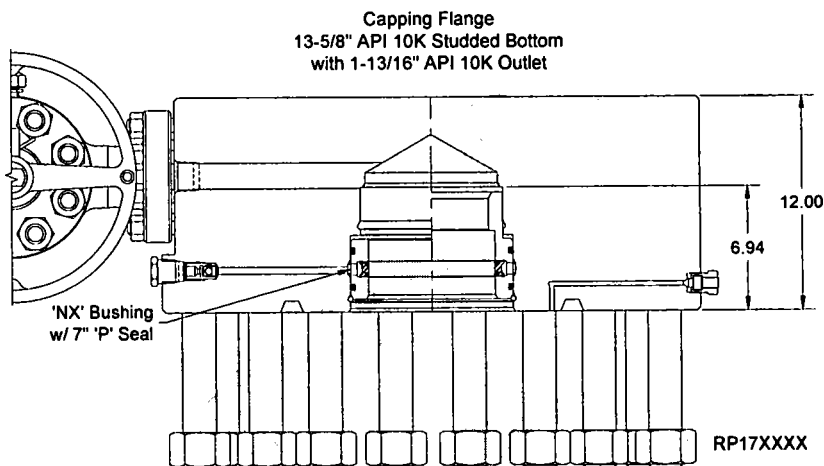 Capping Flange
13-5/8" API 10K Studded Bottom
with 1-13/16" API 10K Outlet
12.00
6.94
'NX' Bushing
w/ 7" 'P' Seal
RP17XXXX